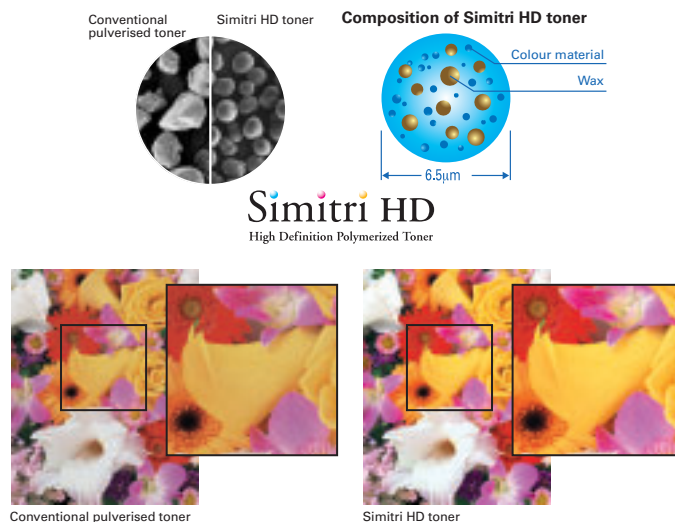 Conventional
pulverised toner
Simitri HD toner
Composition of Simitri HD toner
Colour material
Wax
6.5µm
Simitri HD
High Definition Polymerized Toner
Conventional pulverised toner
Simitri HD toner